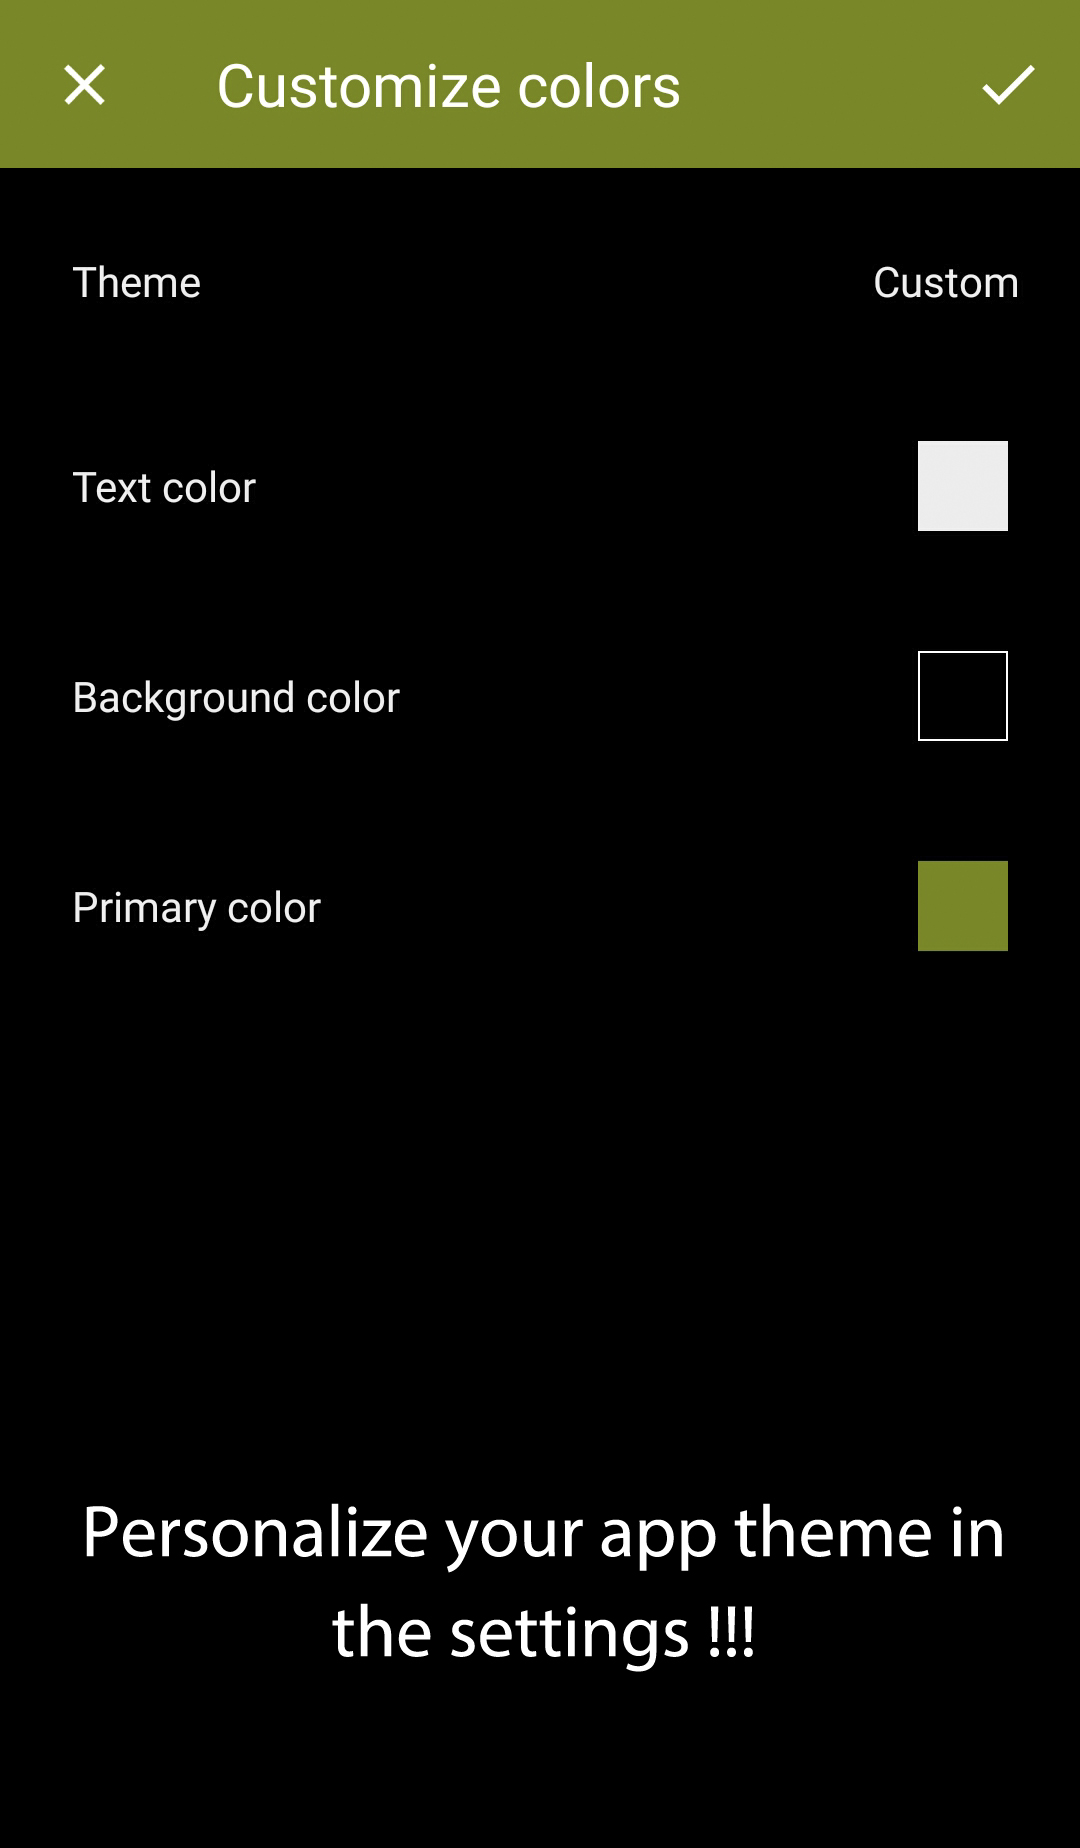 Customize colors
Theme Custom
Text color
Background color
Primary color
Personalize your app theme in
the settings !!!